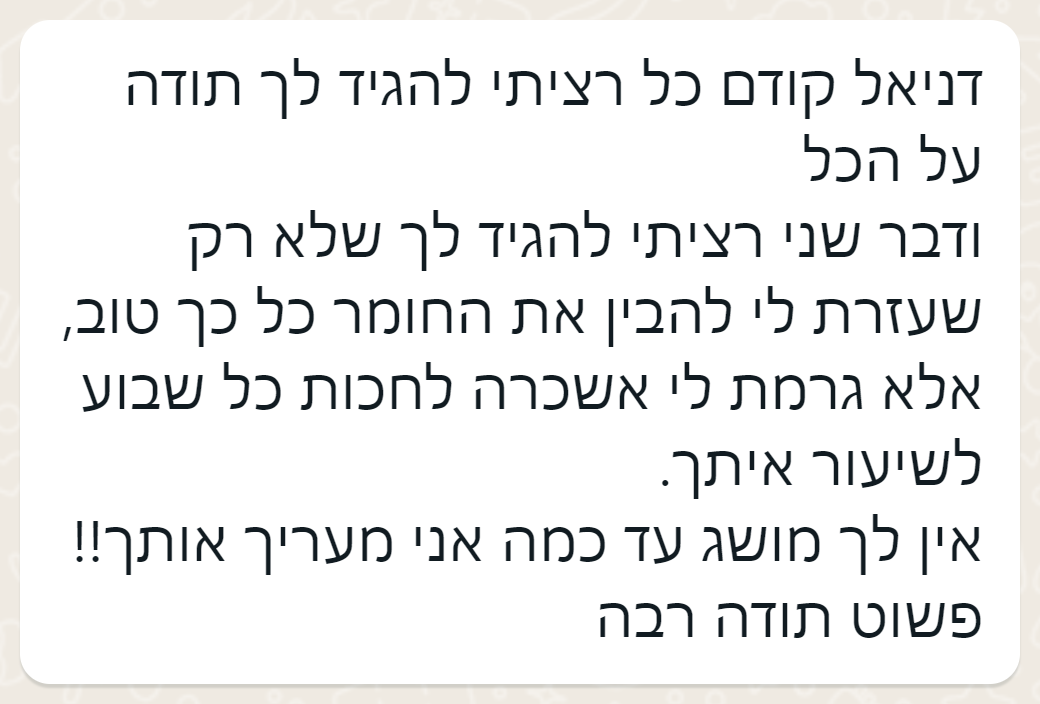 דניאל קודם כל רציתי להגיד לך תודה
על הכל
ודבר שני רציתי להגיד לך שלא רק
שעזרת לי להבין את החומר כל כך טוב,
אלא גרמת לי אשכרה לחכות כל שבוע
לשיעור איתך.
אין לך מושג עד כמה אני מעריך אותך!!
פשוט תודה רבה